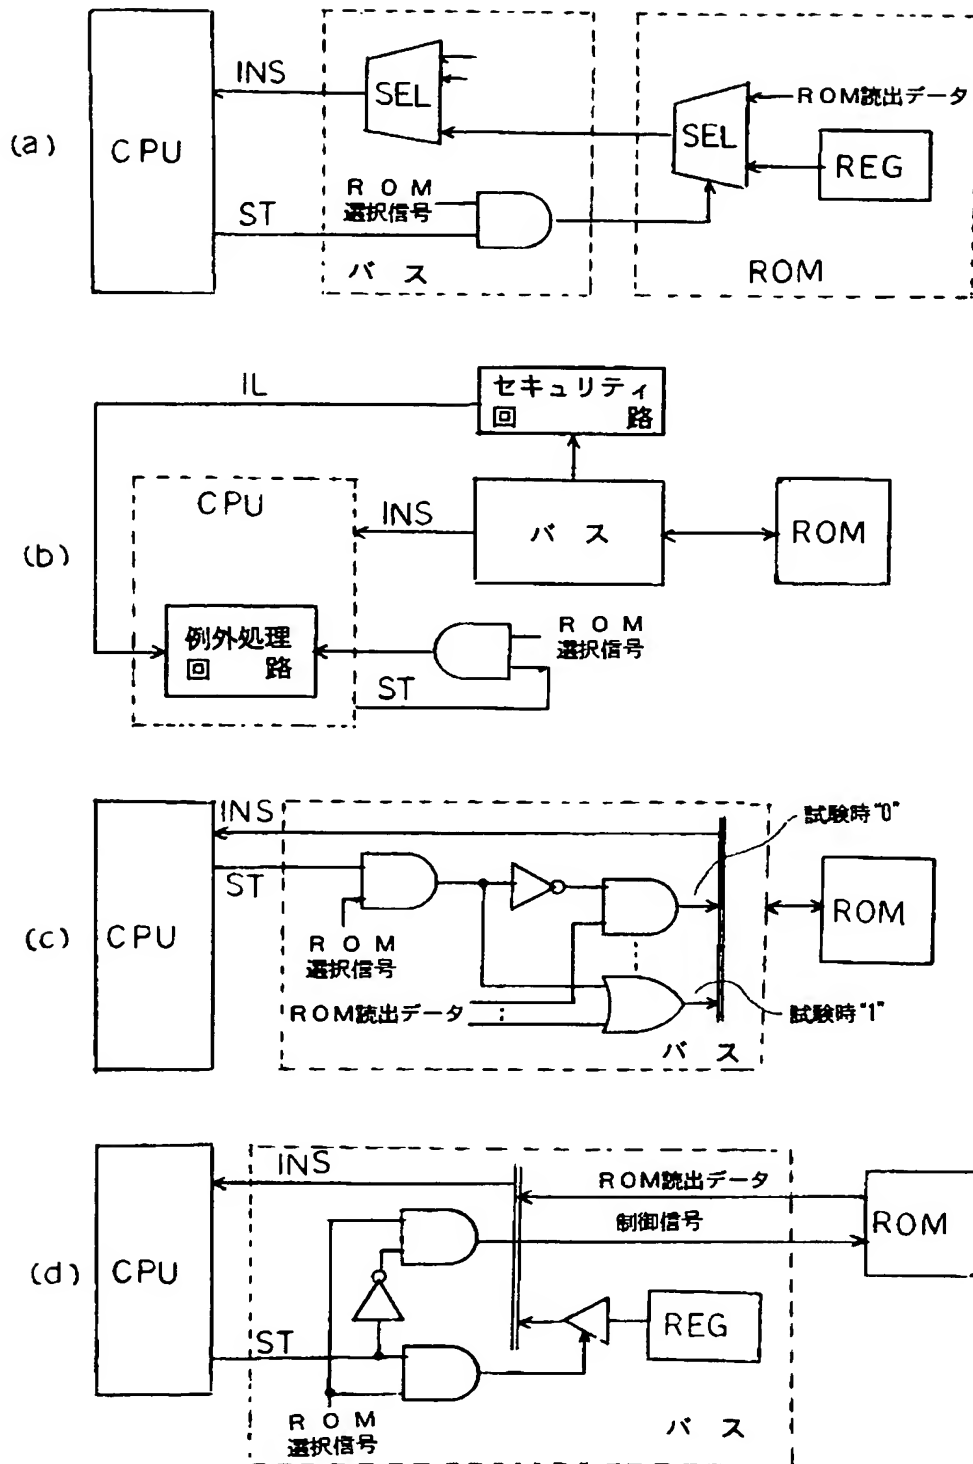 (a)
CPU
INS
SEL
SEL
ROM読出データ
REG
ROM
選択信号
ST
バス
ROM
(b)
IL
セキュリティ
回路
CPU
INS
バス
ROM
例外処理
回路
ROM
選択信号
ST
(c)
CPU
INS
試験時"0"
ST
ROM
ROM
選択信号
ROM読出データ
試験時"1"
バス
(d)
CPU
INS
ROM読出データ
制御信号
ROM
REG
ST
ROM
選択信号
バス